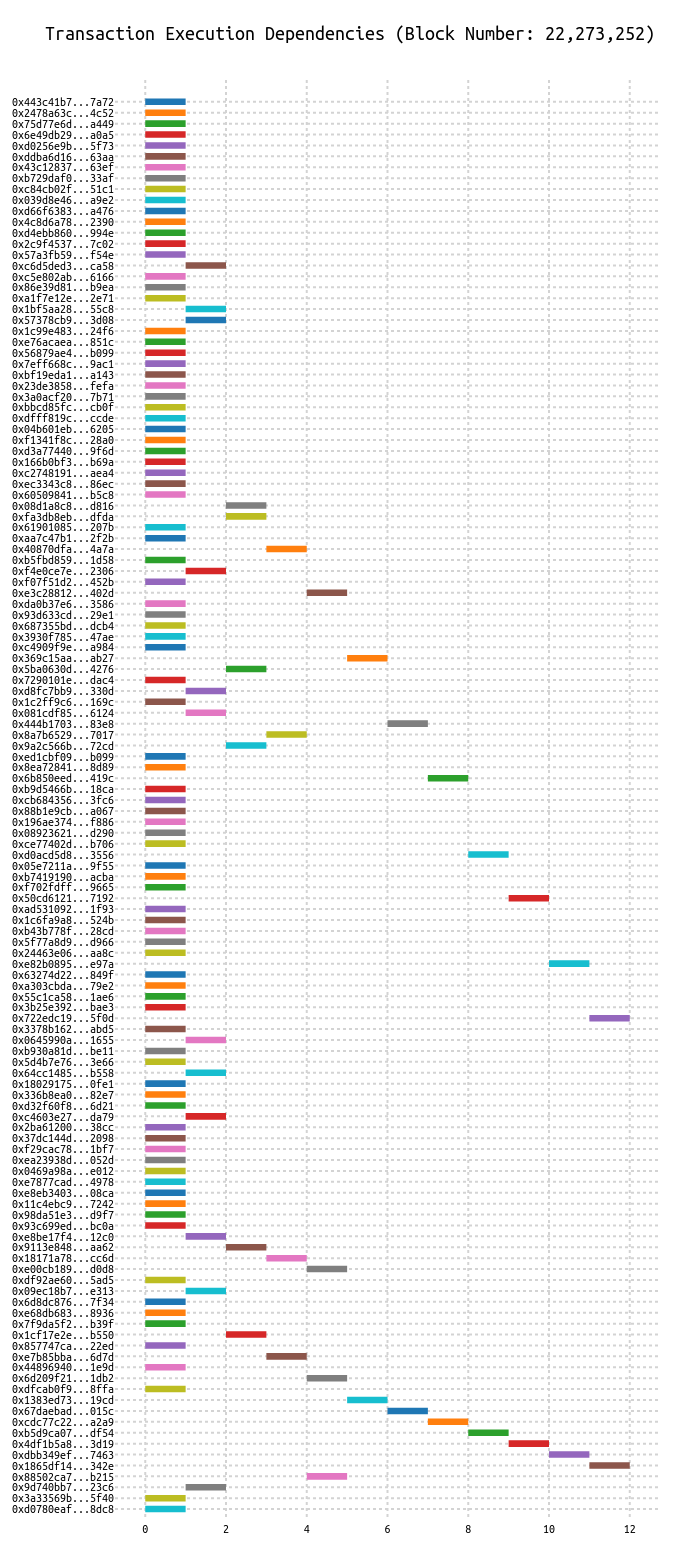 Transaction Execution Dependencies (Block Number: 22,273,252)
0x443c41b7...7a72
0x2478a63c...4c52
0x75d77e6d...a449
0x6e49db29...a0a5
0xd0256e9b...5f73
0xddba6d16...63aa
0x43c12837...63ef
0xb729daf0...33af
0xc84cb02f...51c1
0x039d8e46...a9e2
0xd66f6383...a476
0x4c8d6a78...2390
0xd4ebb860...994e
0x2c9f4537...7c02
0x57a3fb59...f54e
0xc6d5ded3...ca58
0xc5e802ab...6166
0x86e39d81...b9ea
0xa1f7e12e...2e71
0x1bf5aa28...55c8
0x57378cb9...3d08
0x1c99e483...24f6
0xe76acaea...851c
0x56879ae4...b099
0x7eff668c...9ac1
0xbf19eda1...a143
0x23de3858...fefa
0x3a0acf20...7b71
0xbbcd85fc...cb0f
0xdfff819c...ccde
0x04b601eb...6205
0xf1341f8c...28a0
0xd3a77440...9f6d
0x166b0bf3...b69a
0xc2748191...aea4
0xec3343c8...86ec
0x60509841...b5c8
0x08d1a8c8...d816
0xfa3db8eb...dfda
0x61901085...207b
0xaa7c47b1...2f2b
0x40870dfa...4a7a
0xb5fbd859...1d58
0xf4e0ce7e...2306
0xf07f51d2...452b
0xe3c28812...402d
0xda0b37e6...3586
0x93d633cd...29e1
0x687355bd...dcb4
0x3930f785...47ae
0xc4909f9e...a984
0x369c15aa...ab27
0x5ba0630d...4276
0x7290101e...dac4
0xd8fc7bb9...330d
0x1c2ff9c6...169c
0x081cdf85...6124
0x444b1703...83e8
0x8a7b6529...7017
0x9a2c566b...72cd
0xed1cbf09...b099
0x8ea72841...8d89
0x6b850eed...419c
0xb9d5466b...18ca
0xcb684356...3fc6
0x88b1e9cb...a067
0x196ae374...f886
0x08923621...d290
0xce77402d...b706
0xd0acd5d8...3556
0x05e7211a...9f55
0xb7419190...acba
0xf702fdff...9665
0x50cd6121...7192
0xad531092...1f93
0x1c6fa9a8...524b
0xb43b778f...28cd
0x5f77a8d9...d966
0x24463e06...aa8c
0xe82b0895...e97a
0x63274d22...849f
0xa303cbda...79e2
0x55c1ca58...1ae6
0x3b25e392...bae3
0x722edc19...5f0d
0x3378b162...abd5
0x0645990a...1655
0xb930a81d...be11
0x5d4b7e76...3e66
0x64cc1485...b558
0x18029175...0fe1
0x336b8ea0...82e7
0xd32f60f8...6d21
0xc4603e27...da79
0x2ba61200...38cc
0x37dc144d...2098
0xf29cac78...1bf7
0xea23938d...052d
0x0469a98a...e012
0xe7877cad...4978
0xe8eb3403...08ca
0x11c4ebc9...7242
0x98da51e3...d9f7
0x93c699ed...bc0a
0xe8be17f4...12c0
0x9113e848...aa62
0x18171a78...cc6d
0xe00cb189...d0d8
0xdf92ae60...5ad5
0x09ec18b7...e313
0x6d8dc876...7f34
0xe68db683...8936
0x7f9da5f2...b39f
0x1cf17e2e...b550
0x857747ca...22ed
0xe7b85bba...6d7d
0x44896940...1e9d
0x6d209f21...1db2
0xdfcab0f9...8ffa
0x1383ed73...19cd
0x67daebad...015c
0xcdc77c22...a2a9
0xb5d9ca07...df54
0x4df1b5a8...3d19
0xdbb349ef...7463
0x1865df14...342e
0x88502ca7...b215
0x9d740bb7...23c6
0x3a33569b...5f40
0xd0780eaf...8dc8
0 2 4 6 8 10 12